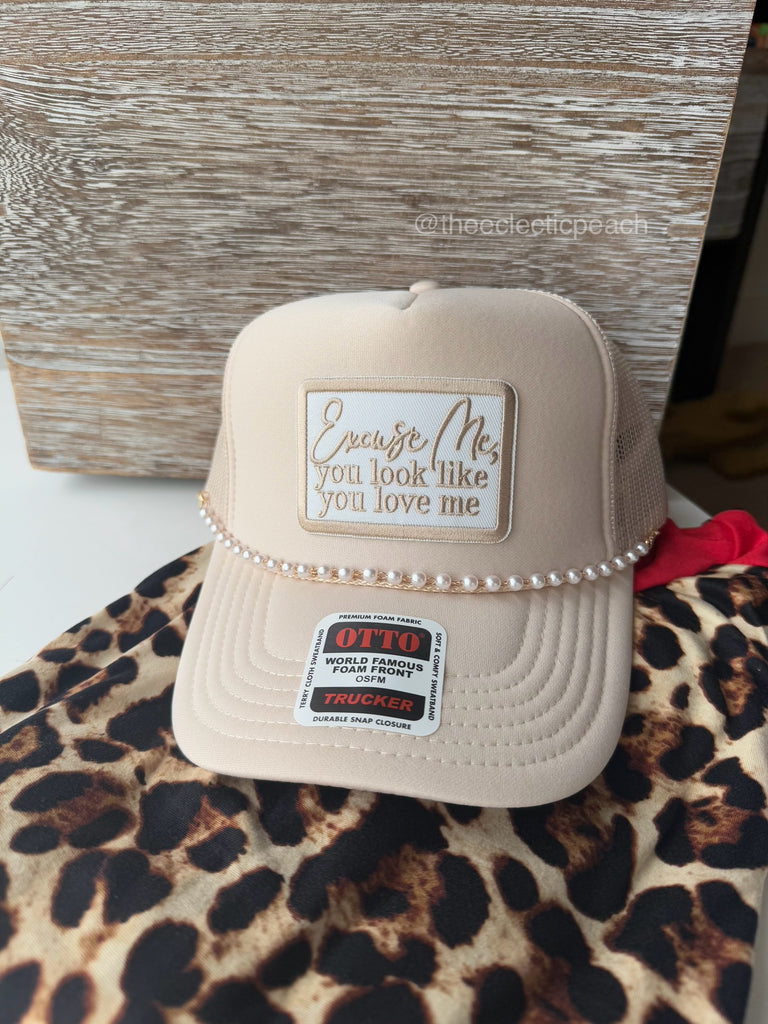 @theeclecticpeach
Excuse Me,
you look like
you love me
PREMIUM FOAM FABRIC
OTTO®
WORLD FAMOUS
FOAM FRONT
OSFM
TRUCKER
DURABLE SNAP CLOSURE
TERRY CLOTH SWEATBAND
SOFT & COMFY SWEATBAND